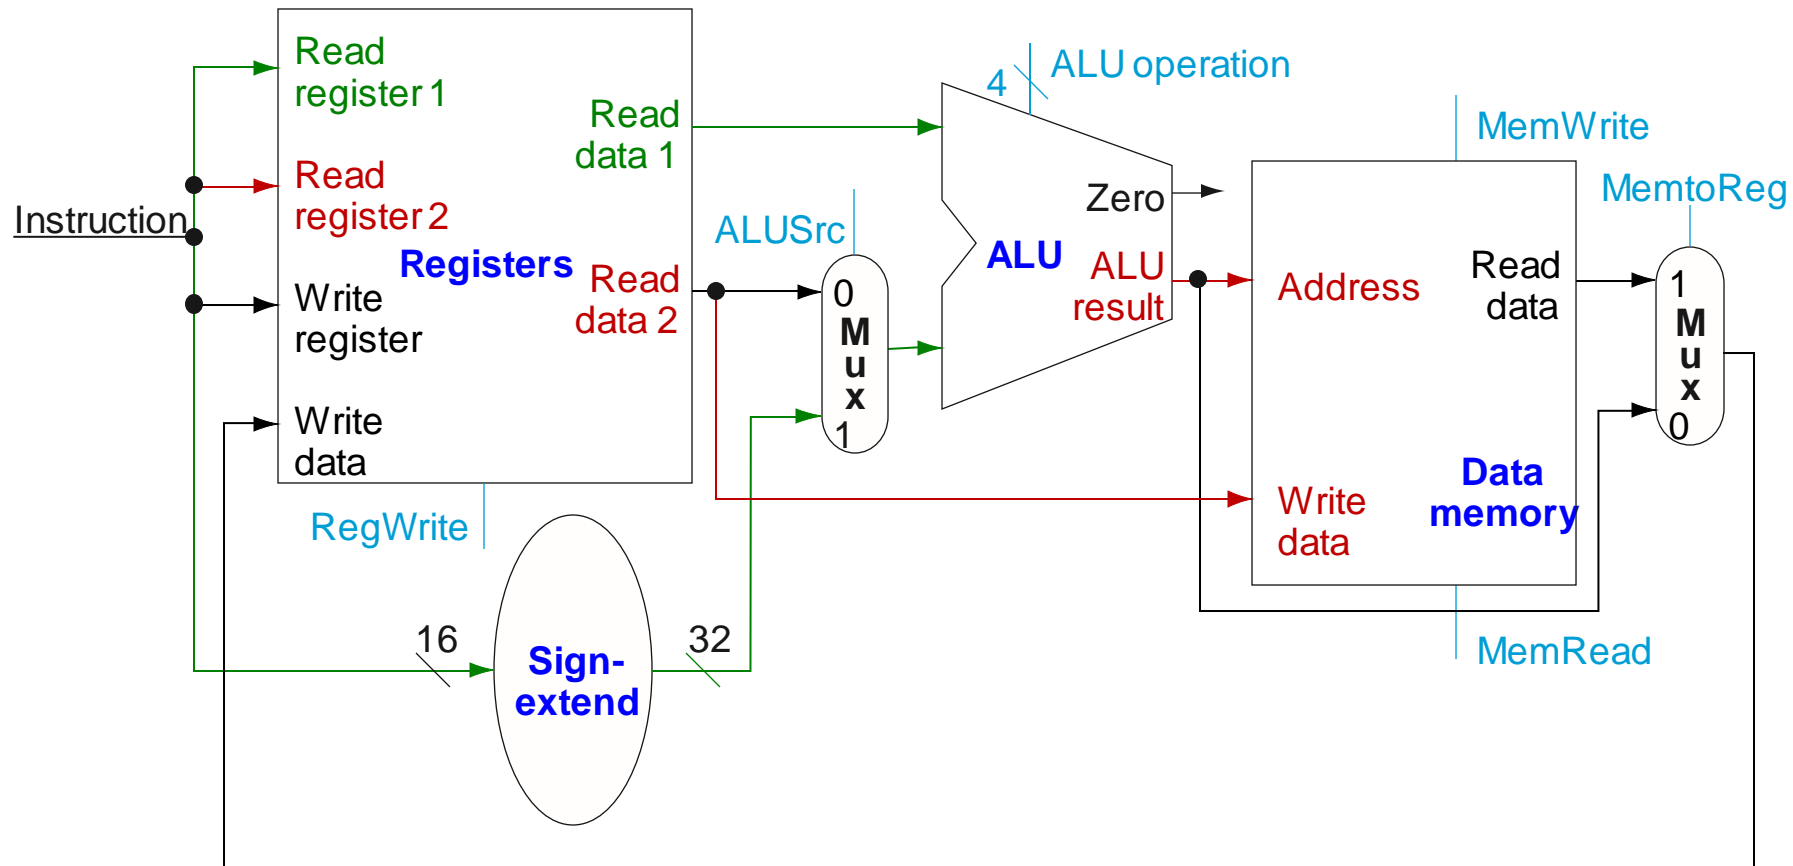 Read
register 1
Read
register 2
Instruction
Registers
Write
register
Write
data
Read
data 1
Read
data 2
RegWrite
16
Sign-
extend
32
ALUSrc
0
M
u
x
1
4
ALU operation
Zero
ALU
ALU
result
MemWrite
Address
Read
data
Write
data
Data
memory
MemRead
MemtoReg
1
M
u
x
0